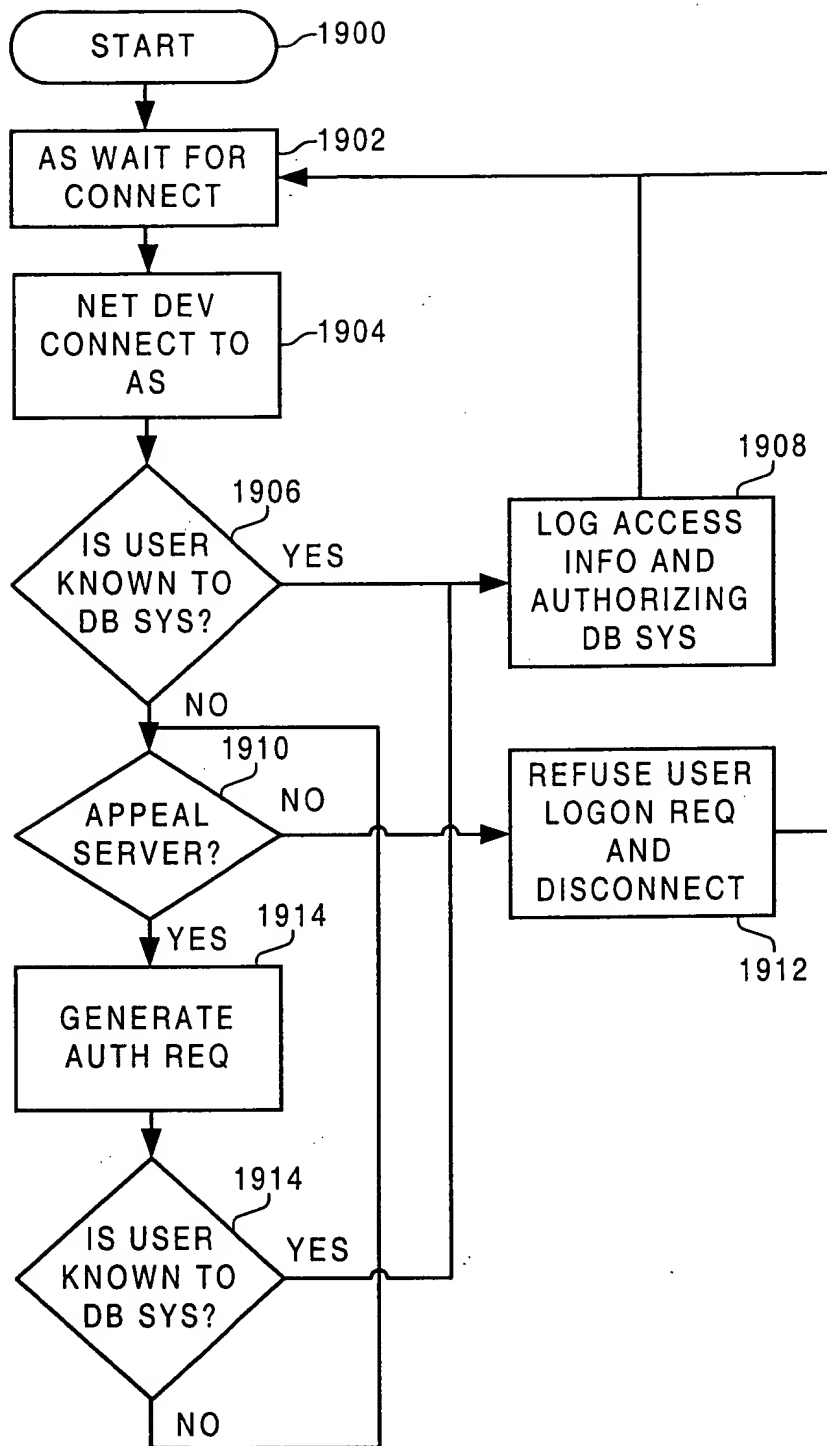 START
1900
AS WAIT FOR
CONNECT
1902
NET DEV
CONNECT TO
AS
1904
IS USER
KNOWN TO
DB SYS?
1906
YES
NO
LOG ACCESS
INFO AND
AUTHORIZING
DB SYS
1908
APPEAL
SERVER?
1910
NO
YES
REFUSE USER
LOGON REQ
AND
DISCONNECT
1912
GENERATE
AUTH REQ
1914
IS USER
KNOWN TO
DB SYS?
1914
YES
NO